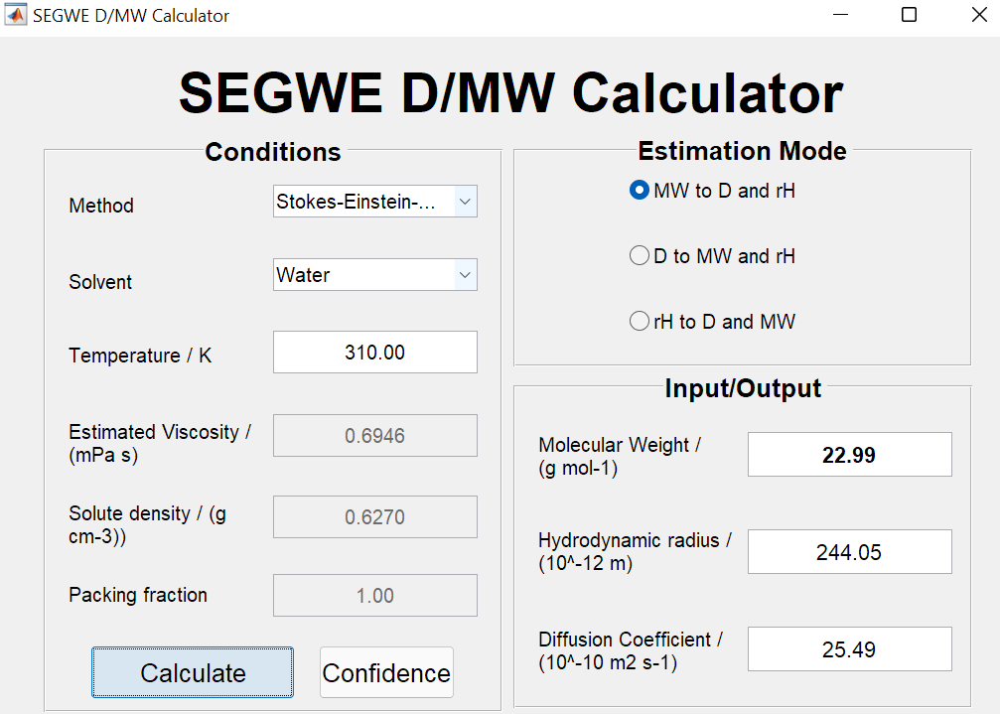 SEGWE D/MW Calculator
SEGWE D/MW Calculator
Conditions
Method
Stokes-Einstein-...
Solvent
Water
Temperature / K
310.00
Estimated Viscosity /
(mPa s)
0.6946
Solute density / (g
cm-3))
0.6270
Packing fraction
1.00
Calculate
Confidence
Estimation Mode
MW to D and rH
D to MW and rH
rH to D and MW
Input/Output
Molecular Weight /
(g mol-1)
22.99
Hydrodynamic radius /
(10^-12 m)
244.05
Diffusion Coefficient /
(10^-10 m2 s-1)
25.49